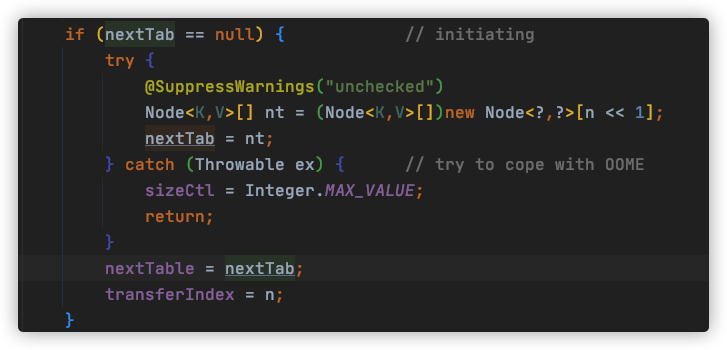 if (nextTab == null) {            // initiating
    try {
        @SuppressWarnings("unchecked")
        Node<K,V>[] nt = (Node<K,V>[])new Node<?,?>[n << 1];
        nextTab = nt;
    } catch (Throwable ex) {      // try to cope with OOME
        sizeCtl = Integer.MAX_VALUE;
        return;
    }
    nextTable = nextTab;
    transferIndex = n;
}